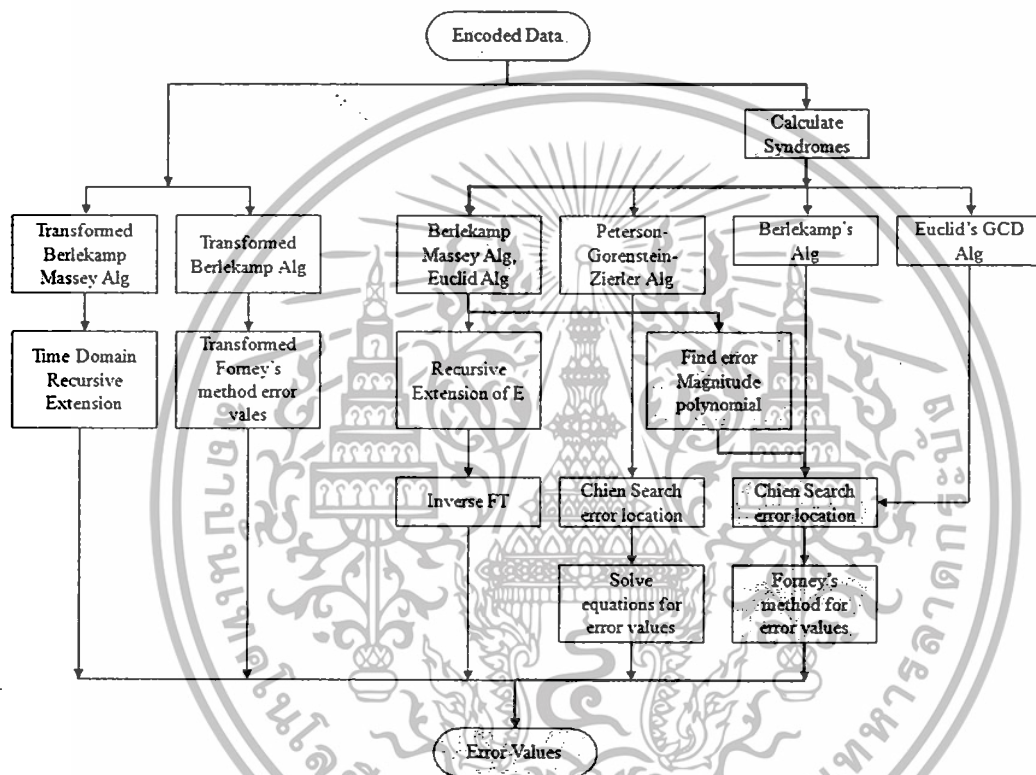 Encoded Data
Calculate
Syndromes
Transformed
Berlekamp
Massey Alg
Transformed
Berlekamp Alg
Berlekamp
Massey Alg,
Euclid Alg
Peterson-
Gorenstein-
Zierler Alg
Berlekamp's
Alg
Euclid's GCD
Alg
Time Domain
Recursive
Extension
Transformed
Forney's
method error
vales
Recursive
Extension of E
Find error
Magnitude
polynomial
Inverse FT
Chien Search
error location
Chien Search
error location
Solve
equations for
error values
Forney's
method for
error values
Error Values